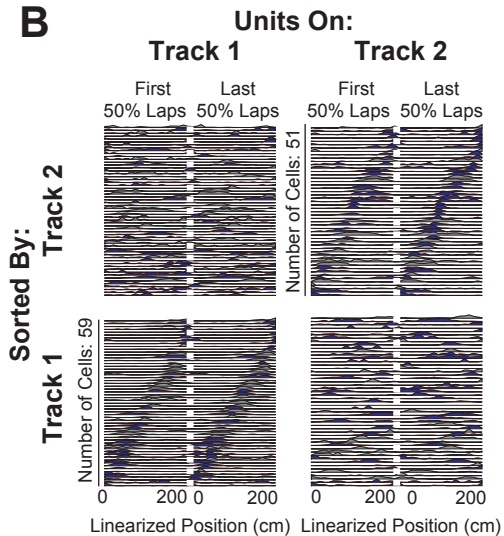 B
Units On:
Track 1
Track 2
First
50% Laps
Last
50% Laps
First
50% Laps
Last
50% Laps
Sorted By:
Track 2
Number of Cells: 51
Track 1
Number of Cells: 59
0
200
0
200
0
200
0
200
Linearized Position (cm)
Linearized Position (cm)